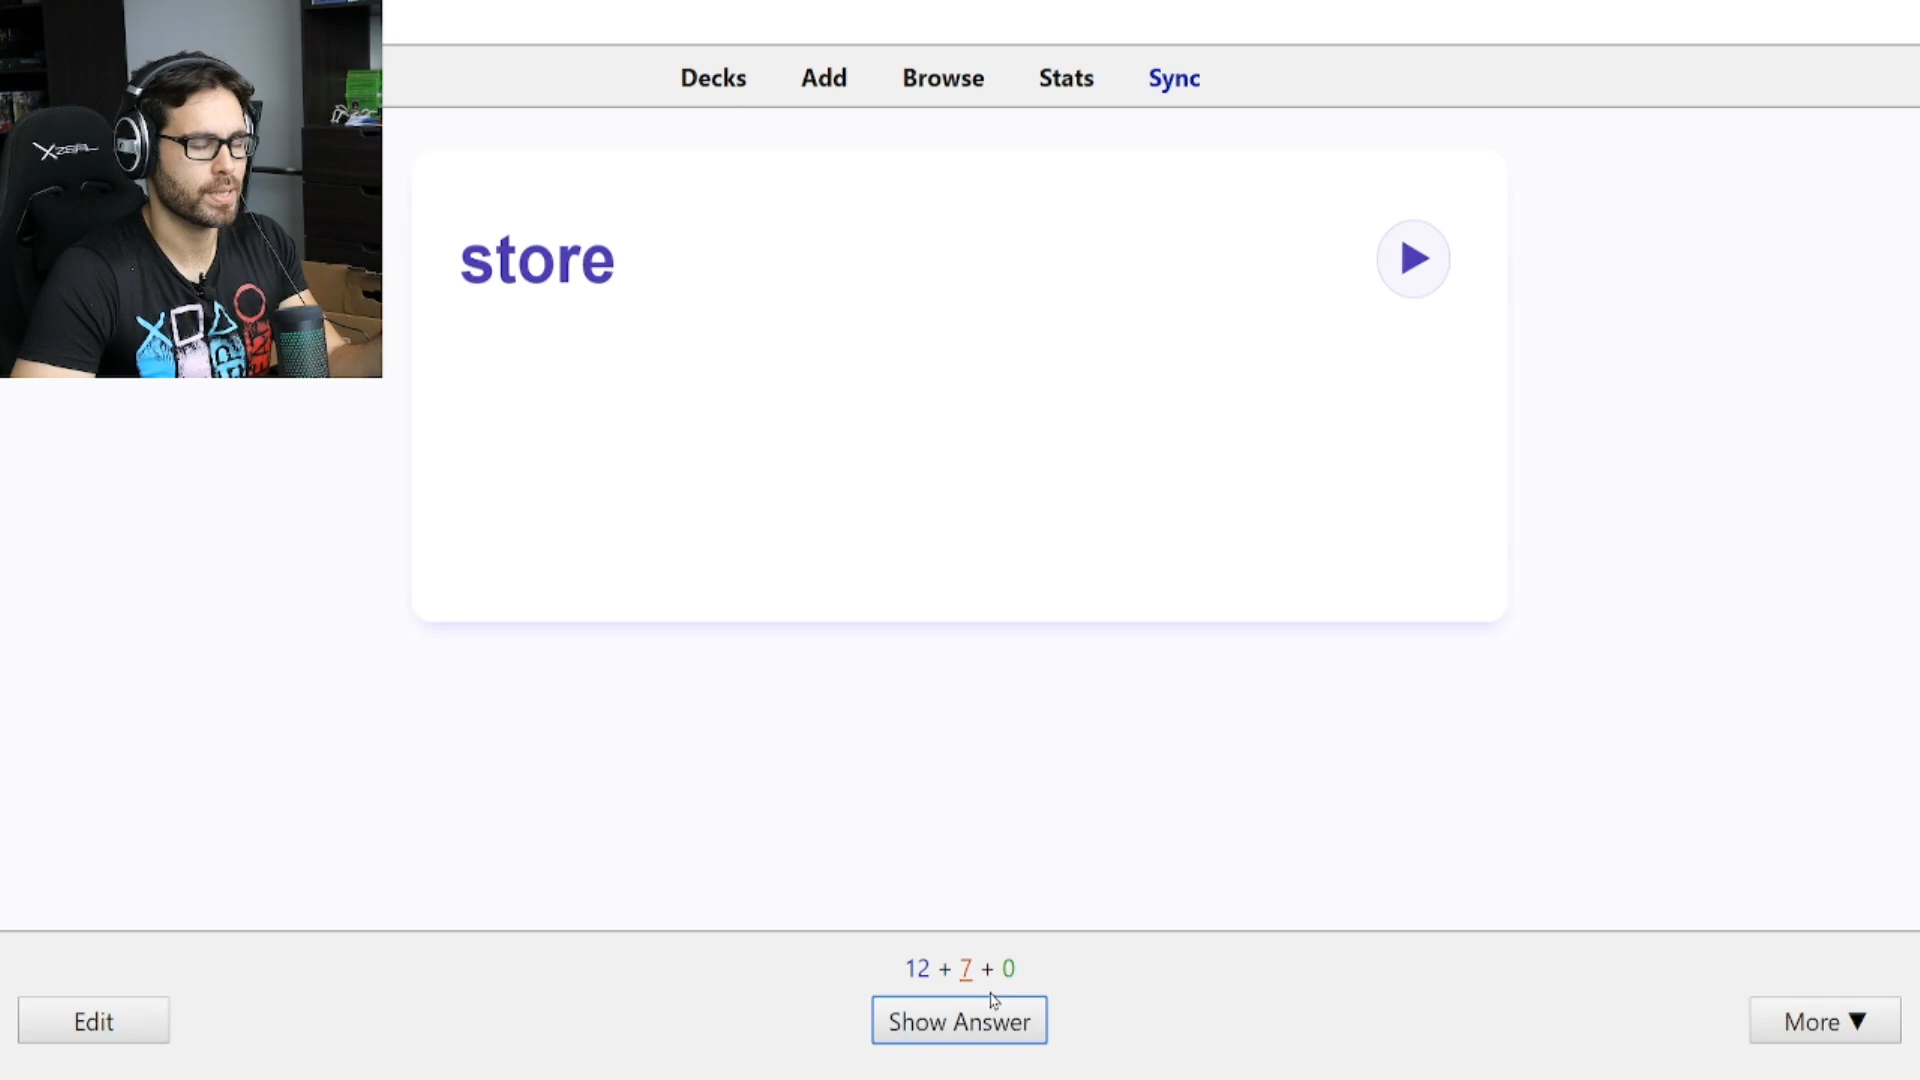 Decks Add Browse Stats Sync
store
12 + 7 + 0
Edit
Show Answer
More ▼